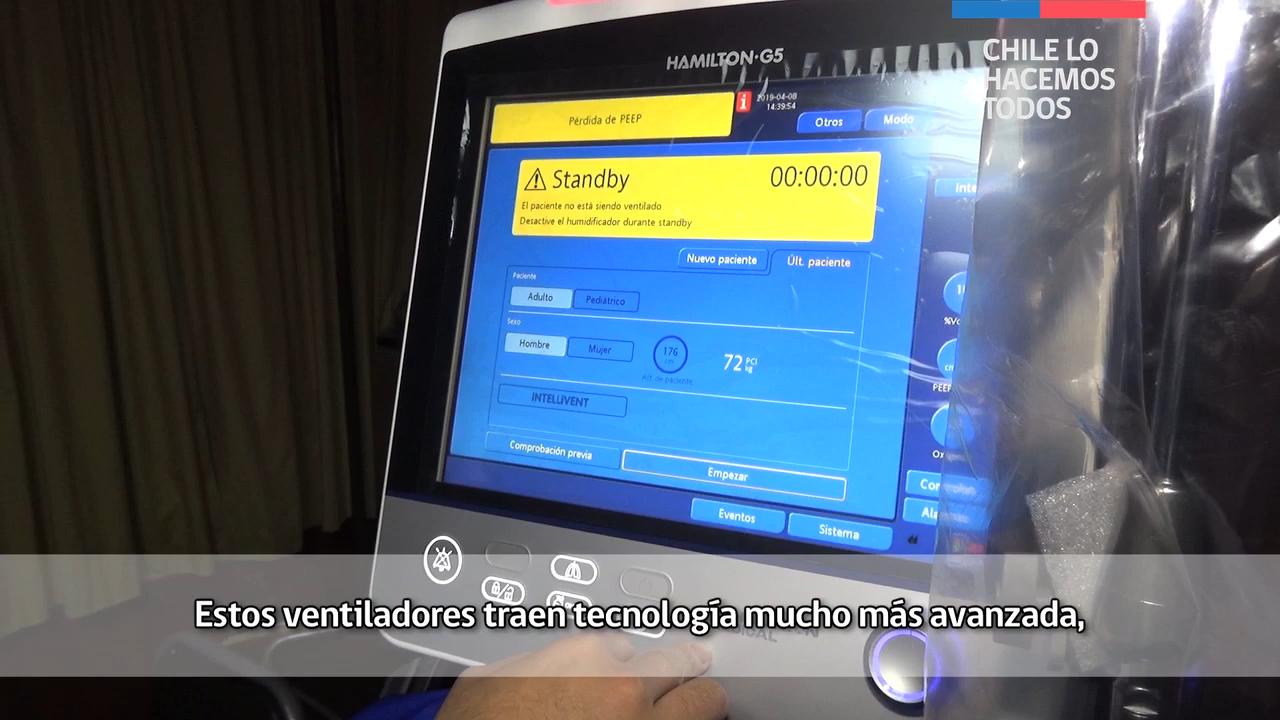 CHILE LO
HACEMOS
TODOS
HAMILTON·G5
Pérdida de PEEP
2019-04-08
14:39:54
Otros
Modo
Standby
00:00:00
El paciente no está siendo ventilado
Desactive el humidificador durante standby
Nuevo paciente
Últ. paciente
Paciente
Adulto
Pediátrico
Sexo
Hombre
Mujer
176
cm
Alt. de paciente
72 PCI
kg
INTELLiVENT
Comprobación previa
Empezar
PEEP
Eventos
Sistema
Estos ventiladores traen tecnología mucho más avanzada,